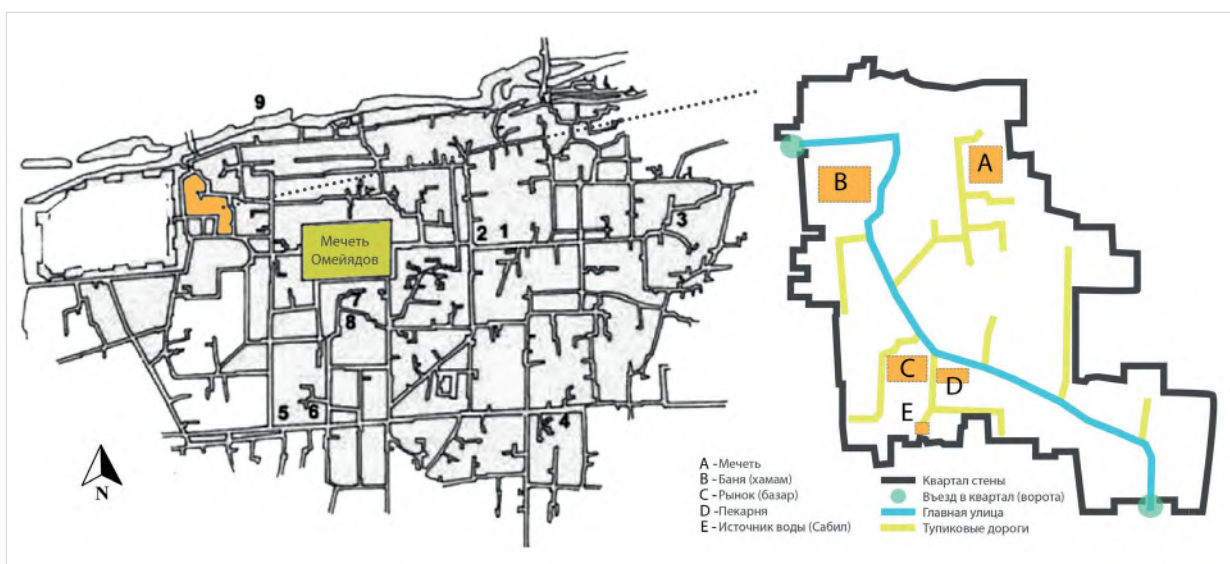 9
3
2 1
Мечеть
Омейядов
7
8
5 6
4
N
A
B
C
D
E
A - Мечеть
B - Баня (хамам)
C - Рынок (базар)
D - Пекарня
E - Источник воды (Сабил)
Квартал стены
Въезд в квартал (ворота)
Главная улица
Тупиковые дороги